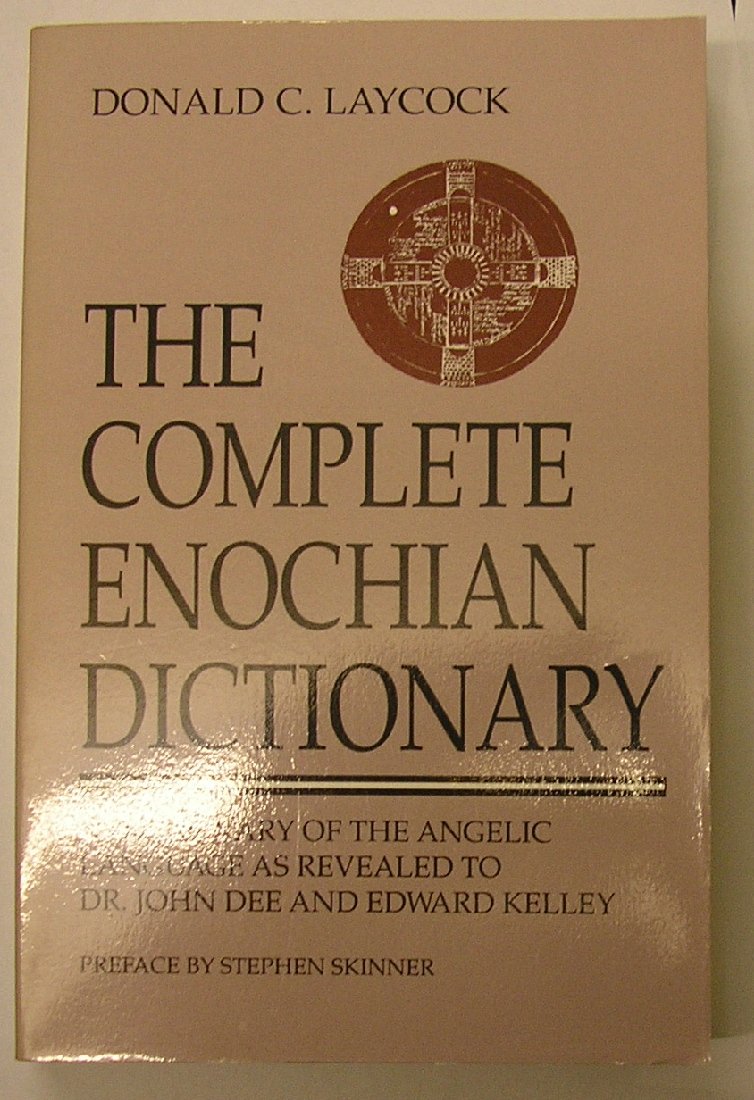 DONALD C. LAYCOCK
THE
COMPLETE
ENOCHIAN
DICTIONARY
OF THE ANGELIC
LANGUAGE AS REVEALED TO
DR. JOHN DEE AND EDWARD KELLEY
PREFACE BY STEPHEN SKINNER